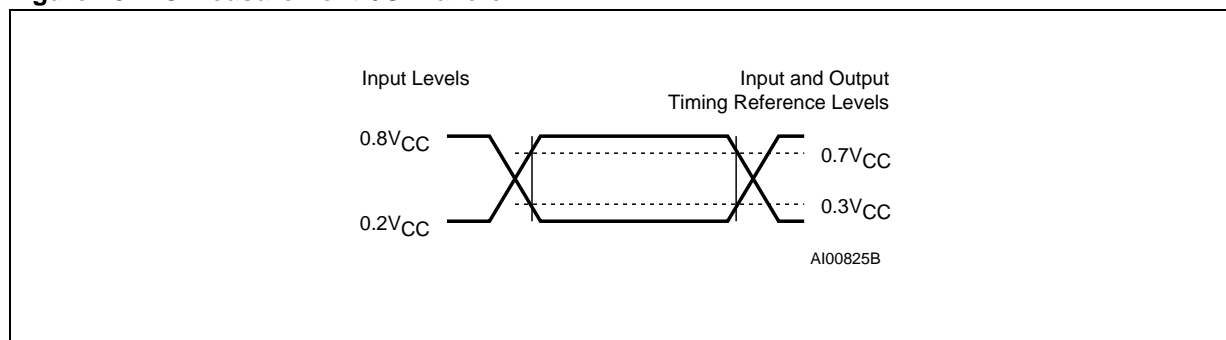 Input Levels
Input and Output
Timing Reference Levels
0.8VCC
0.7VCC
0.3VCC
0.2VCC
AI00825B